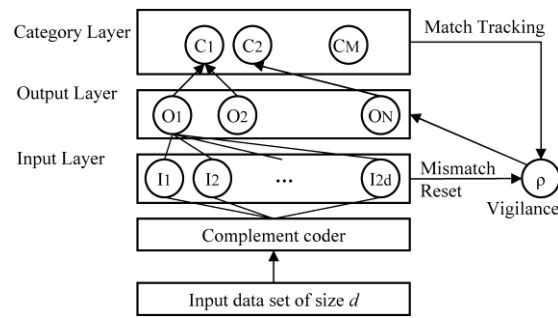 Category Layer
C1
C2
CM
Match Tracking
Output Layer
O1
O2
ON
Input Layer
I1
I2
...
I2d
Mismatch
Reset
ρ
Vigilance
Complement coder
Input data set of size d